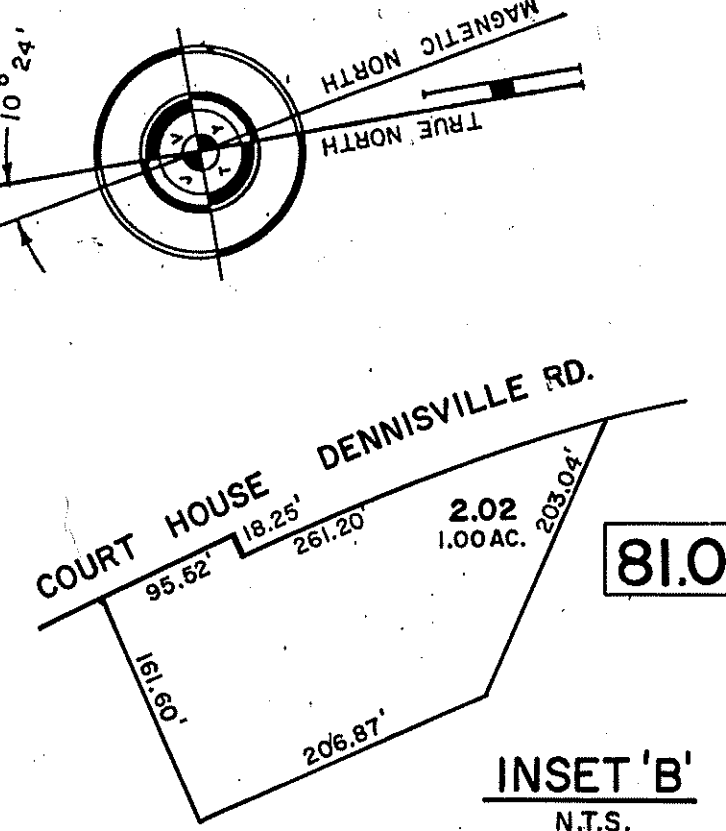 10° 24'
MAGNETIC NORTH
TRUE NORTH
V
A
J
T
COURT HOUSE DENNISVILLE RD.
95.52'
18.25'
261.20'
2.02
1.00 AC.
203.04'
81.0
161.60'
206.87'
INSET 'B'
N.T.S.